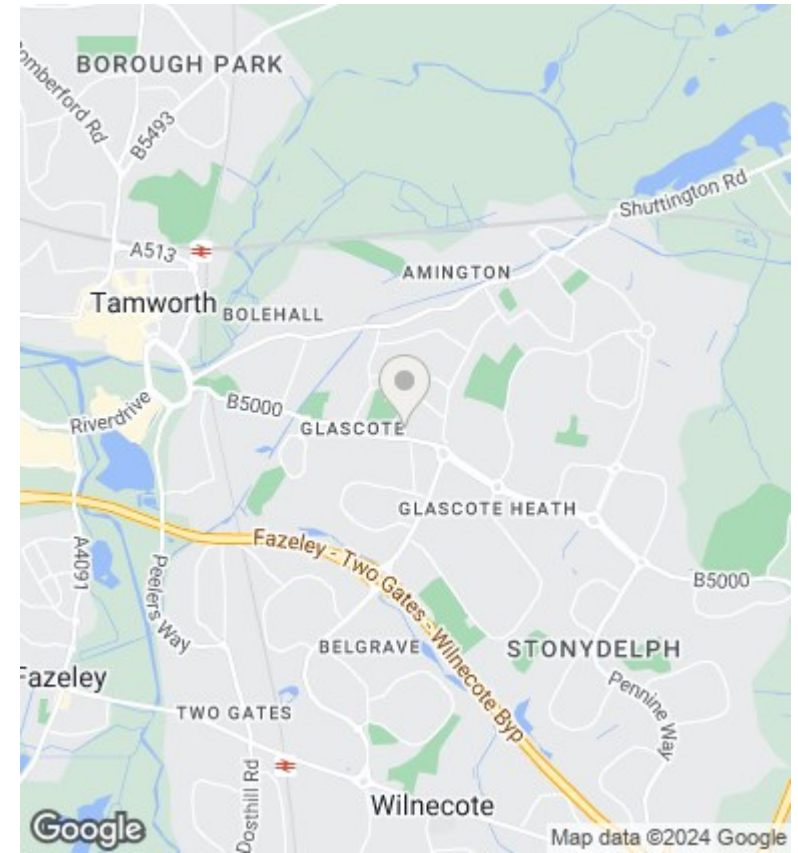 BOROUGH PARK
Comberford Rd
B5493
Shuttington Rd
A513
AMINGTON
Tamworth
BOLEHALL
Riverdrive
B5000
GLASCOTE
GLASCOTE HEATH
Fazeley - Two Gates - Wilnecote Byp
A4091
Peelers Way
B5000
BELGRAVE
STONYDELPH
Fazeley
Pennine Way
TWO GATES
Dosthill Rd
Wilnecote
Google
Map data ©2024 Google